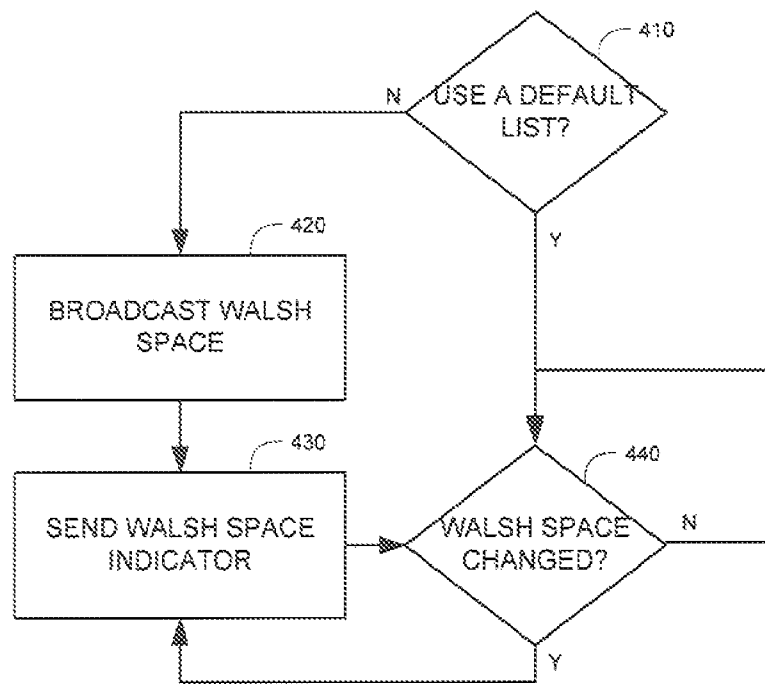 410
N
USE A DEFAULT
LIST?
420
Y
BROADCAST WALSH
SPACE
430
440
SEND WALSH SPACE
INDICATOR
WALSH SPACE
CHANGED?
N
Y